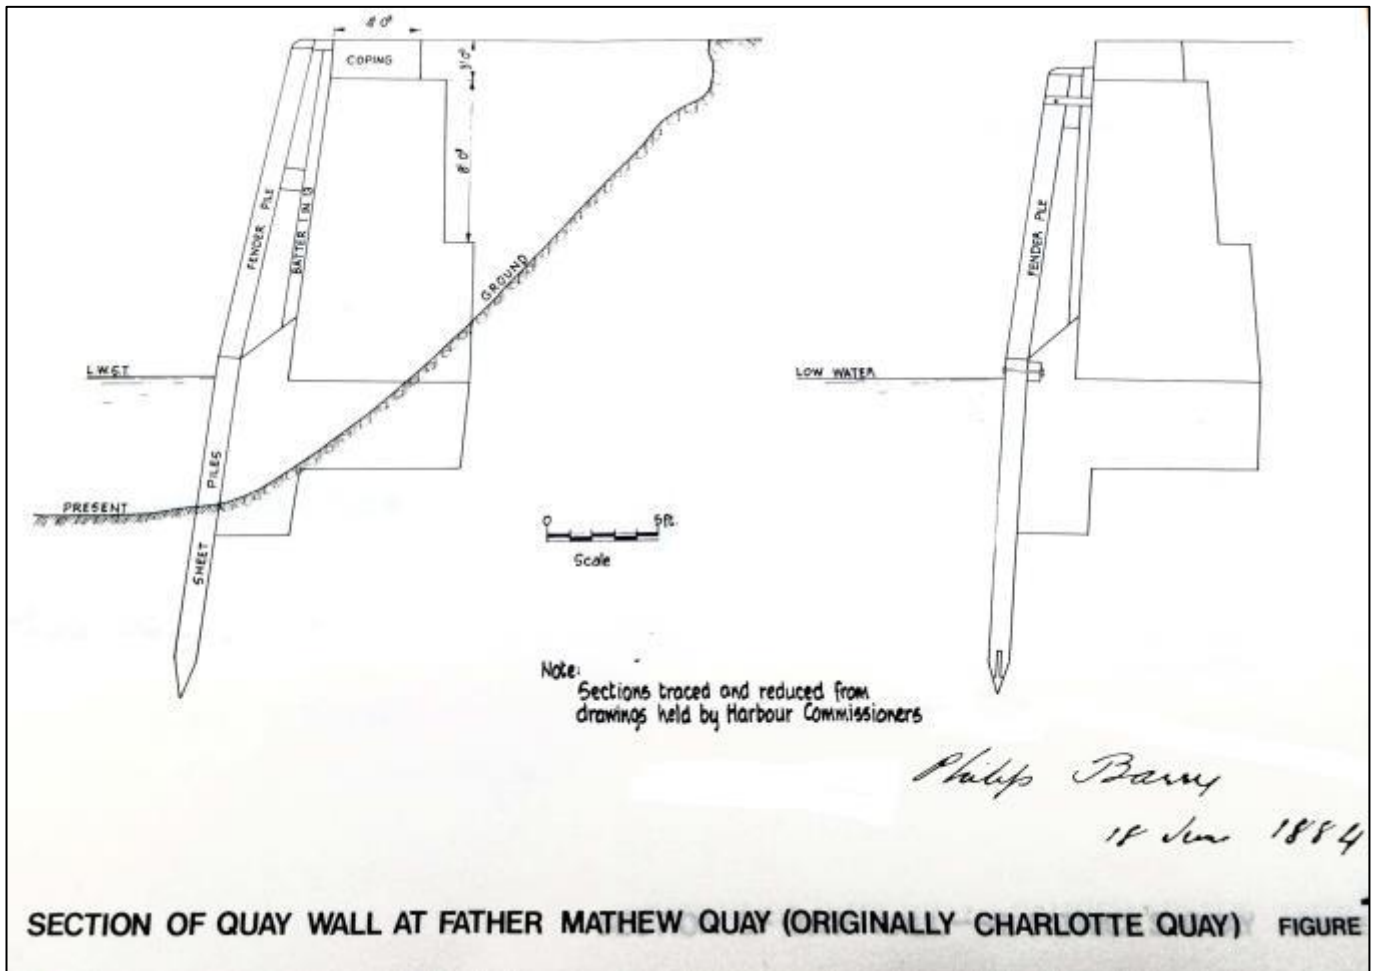 4' 0"
COPING
3' 0"
8' 0"
FENDER PILE
BATTER 1 IN 13
GROUND
L.W.S.T.
PRESENT
SHEET PILES
FENDER PILE
LOW WATER
0 5ft.
Scale
Note:
Sections traced and reduced from
drawings held by Harbour Commissioners
Philip Barry
18 June 1884
SECTION OF QUAY WALL AT FATHER MATHEW QUAY (ORIGINALLY CHARLOTTE QUAY) FIGURE